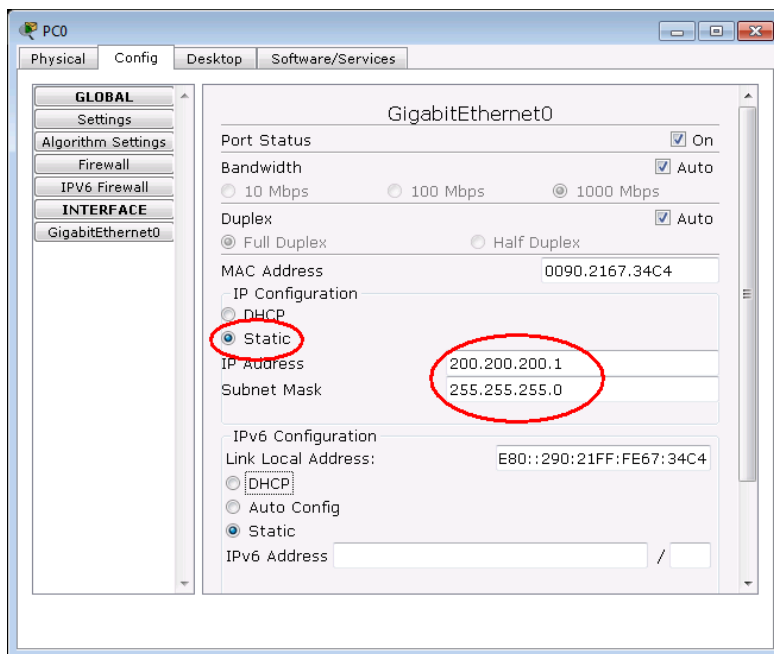 PC0
Physical Config Desktop Software/Services
GLOBAL
Settings
Algorithm Settings
Firewall
IPV6 Firewall
INTERFACE
GigabitEthernet0
GigabitEthernet0
Port Status On
Bandwidth Auto
10 Mbps 100 Mbps 1000 Mbps
Duplex Auto
Full Duplex Half Duplex
MAC Address 0090.2167.34C4
IP Configuration
DHCP
Static
IP Address 200.200.200.1
Subnet Mask 255.255.255.0
IPv6 Configuration
Link Local Address: E80::290:21FF:FE67:34C4
DHCP
Auto Config
Static
IPv6 Address /